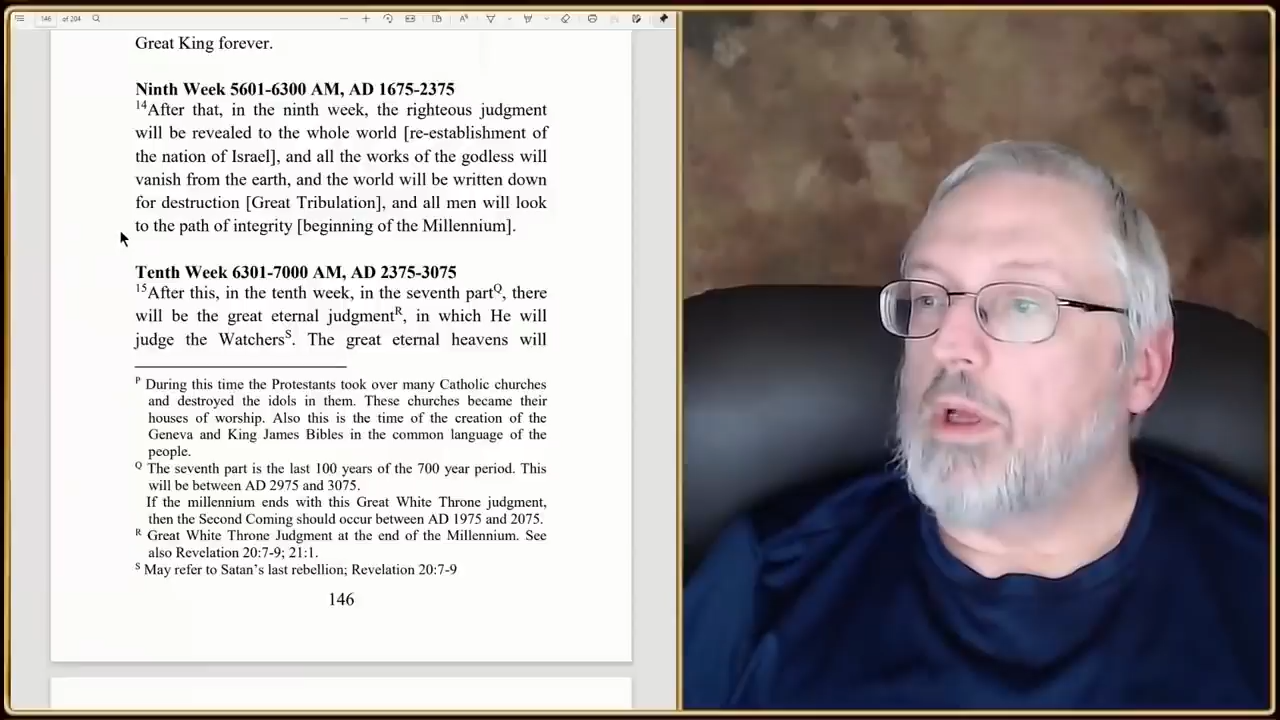 146 of 204
Great King forever.
Ninth Week 5601-6300 AM, AD 1675-2375
14After that, in the ninth week, the righteous judgment
will be revealed to the whole world [re-establishment of
the nation of Israel], and all the works of the godless will
vanish from the earth, and the world will be written down
for destruction [Great Tribulation], and all men will look
to the path of integrity [beginning of the Millennium].
Tenth Week 6301-7000 AM, AD 2375-3075
15After this, in the tenth week, in the seventh partQ, there
will be the great eternal judgmentR, in which He will
judge the WatchersS. The great eternal heavens will
P During this time the Protestants took over many Catholic churches
and destroyed the idols in them. These churches became their
houses of worship. Also this is the time of the creation of the
Geneva and King James Bibles in the common language of the
people.
Q The seventh part is the last 100 years of the 700 year period. This
will be between AD 2975 and 3075.
If the millennium ends with this Great White Throne judgment,
then the Second Coming should occur between AD 1975 and 2075.
R Great White Throne Judgment at the end of the Millennium. See
also Revelation 20:7-9; 21:1.
S May refer to Satan's last rebellion; Revelation 20:7-9
146